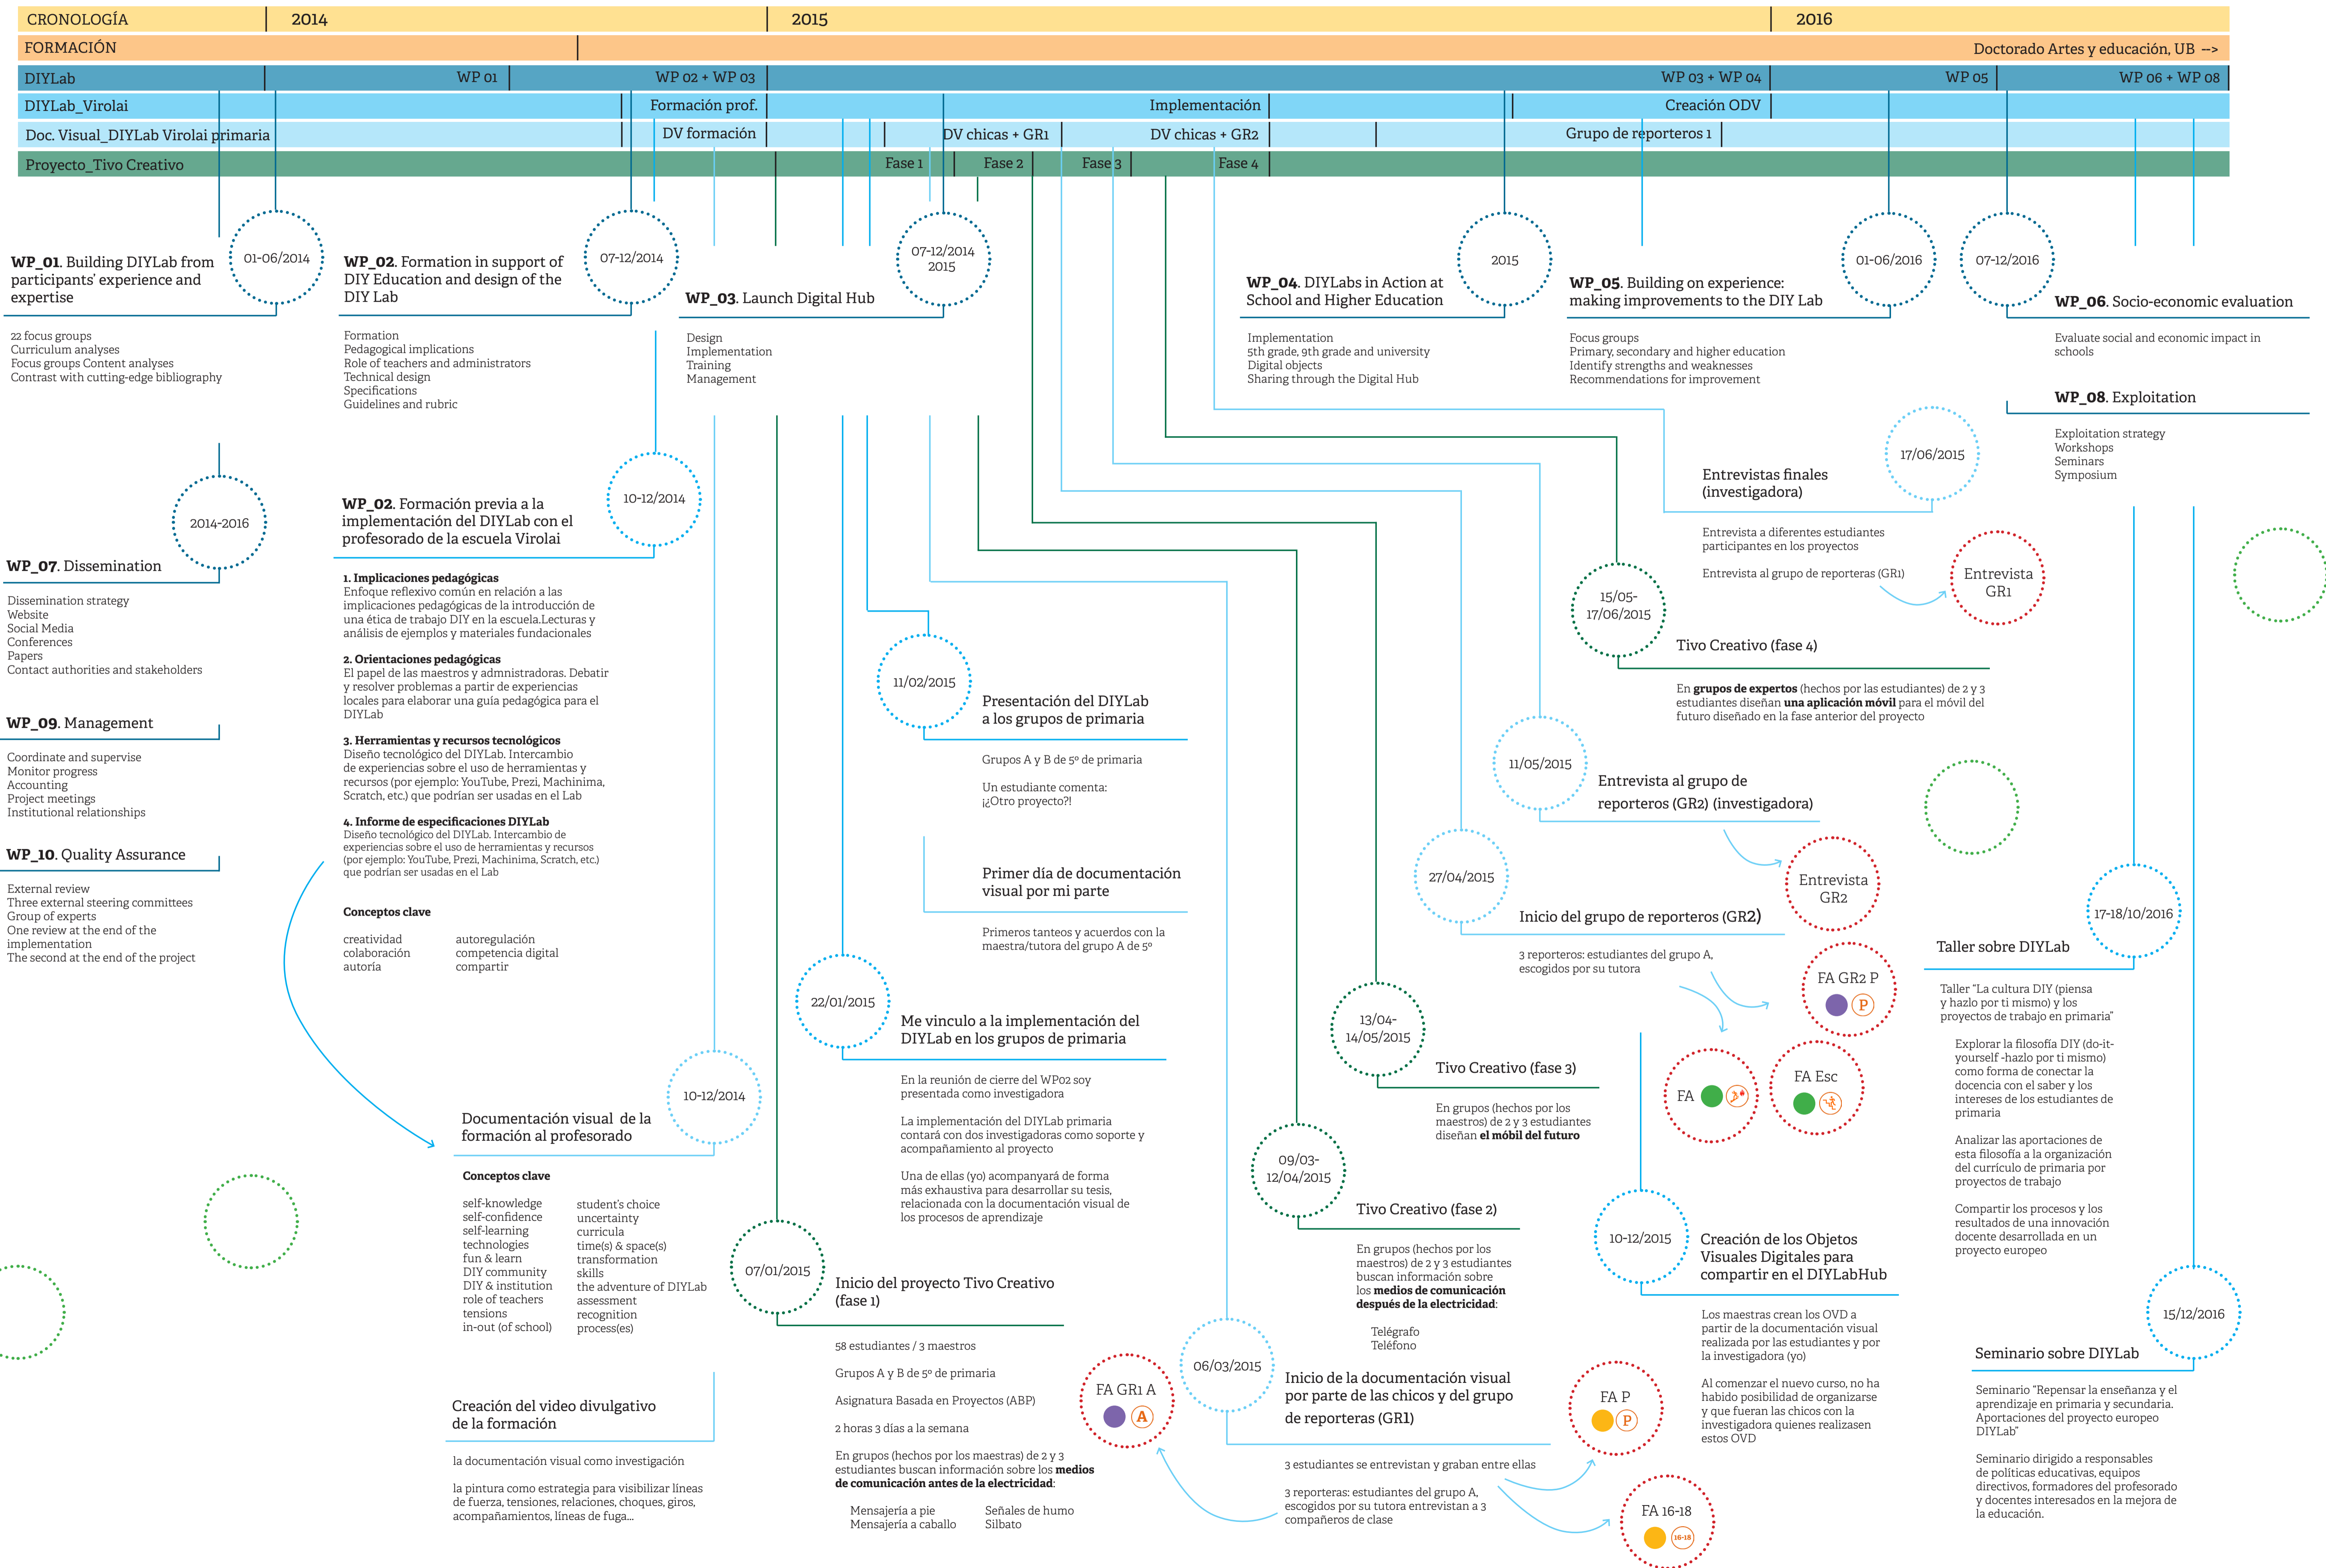 CRONOLOGÍA
2014
2015
2016
FORMACIÓN
Doctorado Artes y educación, UB -->
DIYLab
WP 01
WP 02 + WP 03
WP 03 + WP 04
WP 05
WP 06 + WP 08
DIYLab_Virolai
Formación prof.
Implementación
Creación ODV
Doc. Visual_DIYLab Virolai primaria
DV formación
DV chicas + GR1
DV chicas + GR2
Grupo de reporteros 1
Proyecto_Tivo Creativo
Fase 1
Fase 2
Fase 3
Fase 4
WP_01. Building DIYLab from
participants' experience and
expertise
01-06/2014
22 focus groups
Curriculum analyses
Focus groups Content analyses
Contrast with cutting-edge bibliography
WP_02. Formation in support of
DIY Education and design of the
DIY Lab
07-12/2014
Formation
Pedagogical implications
Role of teachers and administrators
Technical design
Specifications
Guidelines and rubric
WP_03. Launch Digital Hub
07-12/2014
2015
Design
Implementation
Training
Management
WP_04. DIYLabs in Action at
School and Higher Education
2015
Implementation
5th grade, 9th grade and university
Digital objects
Sharing through the Digital Hub
WP_05. Building on experience:
making improvements to the DIY Lab
01-06/2016
Focus groups
Primary, secondary and higher education
Identify strengths and weaknesses
Recommendations for improvement
07-12/2016
WP_06. Socio-economic evaluation
Evaluate social and economic impact in
schools
WP_08. Exploitation
Exploitation strategy
Workshops
Seminars
Symposium
2014-2016
WP_07. Dissemination
Dissemination strategy
Website
Social Media
Conferences
Papers
Contact authorities and stakeholders
WP_09. Management
Coordinate and supervise
Monitor progress
Accounting
Project meetings
Institutional relationships
WP_10. Quality Assurance
External review
Three external steering committees
Group of experts
One review at the end of the
implementation
The second at the end of the project
10-12/2014
WP_02. Formación previa a la
implementación del DIYLab con el
profesorado de la escuela Virolai
1. Implicaciones pedagógicas
Enfoque reflexivo común en relación a las
implicaciones pedagógicas de la introducción de
una ética de trabajo DIY en la escuela.Lecturas y
análisis de ejemplos y materiales fundacionales
2. Orientaciones pedagógicas
El papel de las maestros y admnistradoras. Debatir
y resolver problemas a partir de experiencias
locales para elaborar una guía pedagógica para el
DIYLab
3. Herramientas y recursos tecnológicos
Diseño tecnológico del DIYLab. Intercambio
de experiencias sobre el uso de herramientas y
recursos (por ejemplo: YouTube, Prezi, Machinima,
Scratch, etc.) que podrían ser usadas en el Lab
4. Informe de especificaciones DIYLab
Diseño tecnológico del DIYLab. Intercambio de
experiencias sobre el uso de herramientas y recursos
(por ejemplo: YouTube, Prezi, Machinima, Scratch, etc.)
que podrían ser usadas en el Lab
Conceptos clave
creatividad
colaboración
autoría
autoregulación
competencia digital
compartir
10-12/2014
Documentación visual de la
formación al profesorado
Conceptos clave
self-knowledge
self-confidence
self-learning
technologies
fun & learn
DIY community
DIY & institution
role of teachers
tensions
in-out (of school)
student's choice
uncertainty
curricula
time(s) & space(s)
transformation
skills
the adventure of DIYLab
assessment
recognition
process(es)
Creación del video divulgativo
de la formación
la documentación visual como investigación
la pintura como estrategia para visibilizar líneas
de fuerza, tensiones, relaciones, choques, giros,
acompañamientos, líneas de fuga...
07/01/2015
Inicio del proyecto Tivo Creativo
(fase 1)
58 estudiantes / 3 maestros
Grupos A y B de 5º de primaria
Asignatura Basada en Proyectos (ABP)
2 horas 3 días a la semana
En grupos (hechos por las maestras) de 2 y 3
estudiantes buscan información sobre los medios
de comunicación antes de la electricidad:
Mensajería a pie
Mensajería a caballo
Señales de humo
Silbato
22/01/2015
Me vinculo a la implementación del
DIYLab en los grupos de primaria
En la reunión de cierre del WP02 soy
presentada como investigadora
La implementación del DIYLab primaria
contará con dos investigadoras como soporte y
acompañamiento al proyecto
Una de ellas (yo) acompanyará de forma
más exhaustiva para desarrollar su tesis,
relacionada con la documentación visual de
los procesos de aprendizaje
11/02/2015
Presentación del DIYLab
a los grupos de primaria
Grupos A y B de 5º de primaria
Un estudiante comenta:
¡¿Otro proyecto?!
Primer día de documentación
visual por mi parte
Primeros tanteos y acuerdos con la
maestra/tutora del grupo A de 5º
06/03/2015
Inicio de la documentación visual
por parte de las chicos y del grupo
de reporteras (GR1)
3 estudiantes se entrevistan y graban entre ellas
3 reporteras: estudiantes del grupo A,
escogidos por su tutora entrevistan a 3
compañeros de clase
FA GR1 A
A
FA P
P
FA 16-18
16-18
09/03-
12/04/2015
Tivo Creativo (fase 2)
En grupos (hechos por los
maestros) de 2 y 3 estudiantes
buscan información sobre
los medios de comunicación
después de la electricidad:
Telégrafo
Teléfono
13/04-
14/05/2015
Tivo Creativo (fase 3)
En grupos (hechos por los
maestros) de 2 y 3 estudiantes
diseñan el móbil del futuro
27/04/2015
Inicio del grupo de reporteros (GR2)
3 reporteros: estudiantes del grupo A,
escogidos por su tutora
FA GR2 P
P
FA
FA Esc
11/05/2015
Entrevista al grupo de
reporteros (GR2) (investigadora)
Entrevista
GR2
15/05-
17/06/2015
Tivo Creativo (fase 4)
En grupos de expertos (hechos por las estudiantes) de 2 y 3
estudiantes diseñan una aplicación móvil para el móvil del
futuro diseñado en la fase anterior del proyecto
17/06/2015
Entrevistas finales
(investigadora)
Entrevista a diferentes estudiantes
participantes en los proyectos
Entrevista al grupo de reporteras (GR1)
Entrevista
GR1
10-12/2015
Creación de los Objetos
Visuales Digitales para
compartir en el DIYLabHub
Los maestras crean los OVD a
partir de la documentación visual
realizada por las estudiantes y por
la investigadora (yo)
Al comenzar el nuevo curso, no ha
habido posibilidad de organizarse
y que fueran las chicos con la
investigadora quienes realizasen
estos OVD
17-18/10/2016
Taller sobre DIYLab
Taller "La cultura DIY (piensa
y hazlo por ti mismo) y los
proyectos de trabajo en primaria"
Explorar la filosofía DIY (do-it-
yourself -hazlo por ti mismo)
como forma de conectar la
docencia con el saber y los
intereses de los estudiantes de
primaria
Analizar las aportaciones de
esta filosofía a la organización
del currículo de primaria por
proyectos de trabajo
Compartir los procesos y los
resultados de una innovación
docente desarrollada en un
proyecto europeo
15/12/2016
Seminario sobre DIYLab
Seminario "Repensar la enseñanza y el
aprendizaje en primaria y secundaria.
Aportaciones del proyecto europeo
DIYLab"
Seminario dirigido a responsables
de políticas educativas, equipos
directivos, formadores del profesorado
y docentes interesados en la mejora de
la educación.